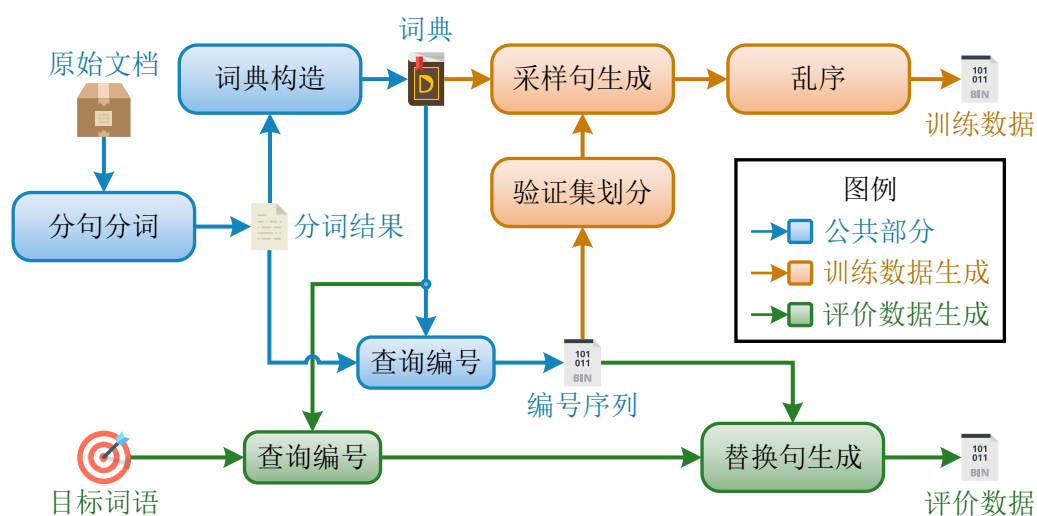 词典
原始文档
词典构造
D
采样句生成
乱序
101
011
BIN
训练数据
分句分词
分词结果
验证集划分
图例
公共部分
训练数据生成
评价数据生成
查询编号
101
011
BIN
编号序列
目标词语
查询编号
替换句生成
101
011
BIN
评价数据